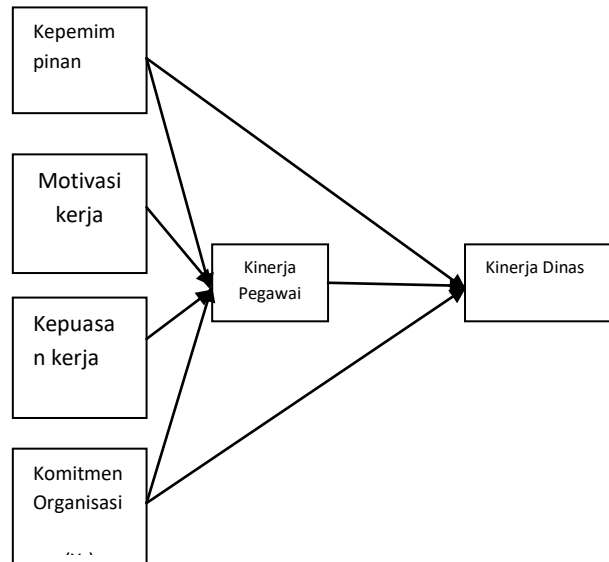 Kepemim
pinan
Motivasi
kerja
Kepuasa
n kerja
Kinerja
Pegawai
Kinerja Dinas
Komitmen
Organisasi